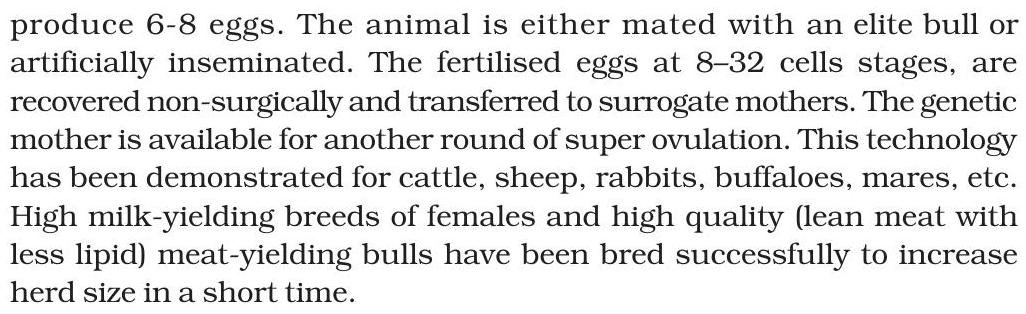 produce 6-8 eggs. The animal is either mated with an elite bull or
artificially inseminated. The fertilised eggs at 8–32 cells stages, are
recovered non-surgically and transferred to surrogate mothers. The genetic
mother is available for another round of super ovulation. This technology
has been demonstrated for cattle, sheep, rabbits, buffaloes, mares, etc.
High milk-yielding breeds of females and high quality (lean meat with
less lipid) meat-yielding bulls have been bred successfully to increase
herd size in a short time.